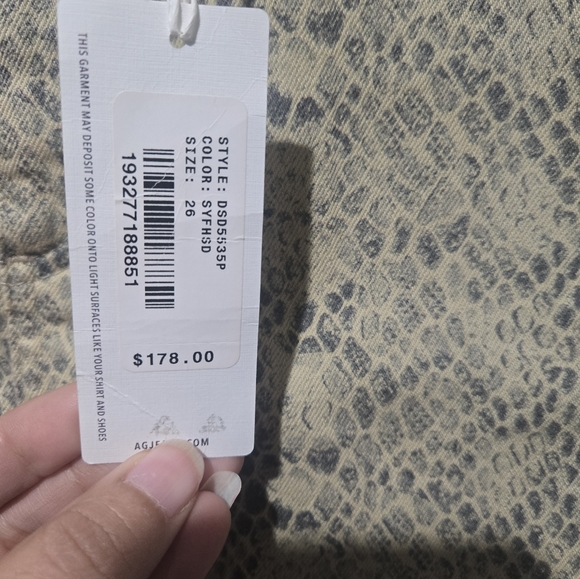 THIS GARMENT MAY DEPOSIT SOME COLOR ONTO LIGHT SURFACES LIKE YOUR SHIRT AND SHOES
STYLE: DSD5535P
COLOR: SYFHSD
SIZE: 26
193277188851
$178.00